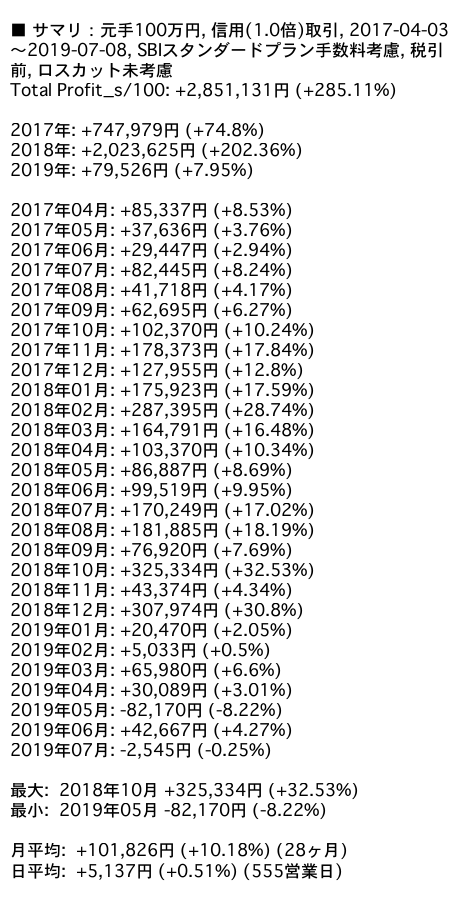 ■ サマリ：元手100万円, 信用(1.0倍)取引, 2017-04-03
～2019-07-08, SBIスタンダードプラン手数料考慮, 税引
前, ロスカット未考慮
Total Profit_s/100: +2,851,131円 (+285.11%)
2017年: +747,979円 (+74.8%)
2018年: +2,023,625円 (+202.36%)
2019年: +79,526円 (+7.95%)
2017年04月: +85,337円 (+8.53%)
2017年05月: +37,636円 (+3.76%)
2017年06月: +29,447円 (+2.94%)
2017年07月: +82,445円 (+8.24%)
2017年08月: +41,718円 (+4.17%)
2017年09月: +62,695円 (+6.27%)
2017年10月: +102,370円 (+10.24%)
2017年11月: +178,373円 (+17.84%)
2017年12月: +127,955円 (+12.8%)
2018年01月: +175,923円 (+17.59%)
2018年02月: +287,395円 (+28.74%)
2018年03月: +164,791円 (+16.48%)
2018年04月: +103,370円 (+10.34%)
2018年05月: +86,887円 (+8.69%)
2018年06月: +99,519円 (+9.95%)
2018年07月: +170,249円 (+17.02%)
2018年08月: +181,885円 (+18.19%)
2018年09月: +76,920円 (+7.69%)
2018年10月: +325,334円 (+32.53%)
2018年11月: +43,374円 (+4.34%)
2018年12月: +307,974円 (+30.8%)
2019年01月: +20,470円 (+2.05%)
2019年02月: +5,033円 (+0.5%)
2019年03月: +65,980円 (+6.6%)
2019年04月: +30,089円 (+3.01%)
2019年05月: -82,170円 (-8.22%)
2019年06月: +42,667円 (+4.27%)
2019年07月: -2,545円 (-0.25%)
最大: 2018年10月 +325,334円 (+32.53%)
最小: 2019年05月 -82,170円 (-8.22%)
月平均: +101,826円 (+10.18%) (28ヶ月)
日平均: +5,137円 (+0.51%) (555営業日)